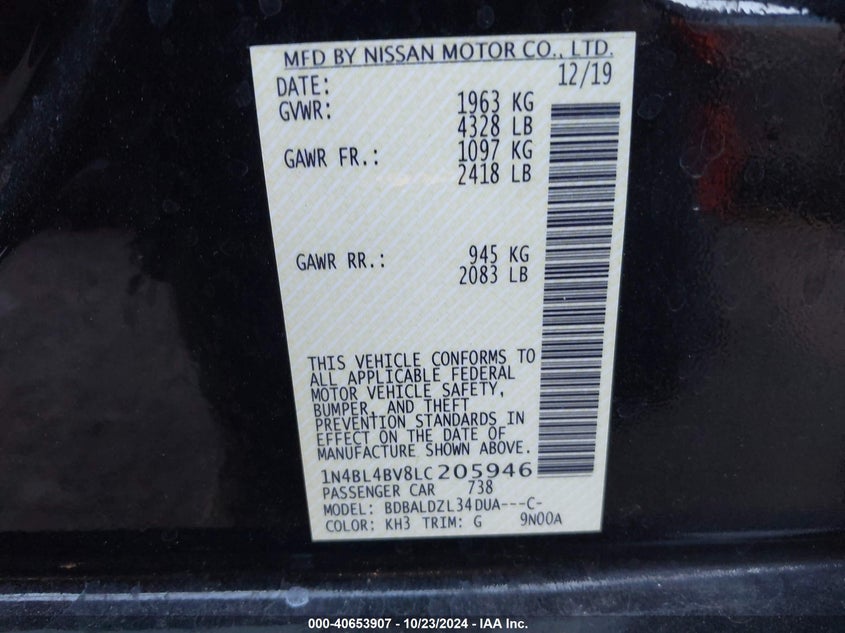 MFD BY NISSAN MOTOR CO., LTD.
DATE: 12/19
GVWR: 1963 KG
4328 LB
GAWR FR.: 1097 KG
2418 LB
GAWR RR.: 945 KG
2083 LB
THIS VEHICLE CONFORMS TO
ALL APPLICABLE FEDERAL
MOTOR VEHICLE SAFETY,
BUMPER, AND THEFT
PREVENTION STANDARDS IN
EFFECT ON THE DATE OF
MANUFACTURE SHOWN ABOVE.
1N4BL4BV8LC205946
PASSENGER CAR 738
MODEL: BDBALDZL34DUA---C-
COLOR: KH3 TRIM: G 9N00A
000-40653907 - 10/23/2024 - IAA Inc.